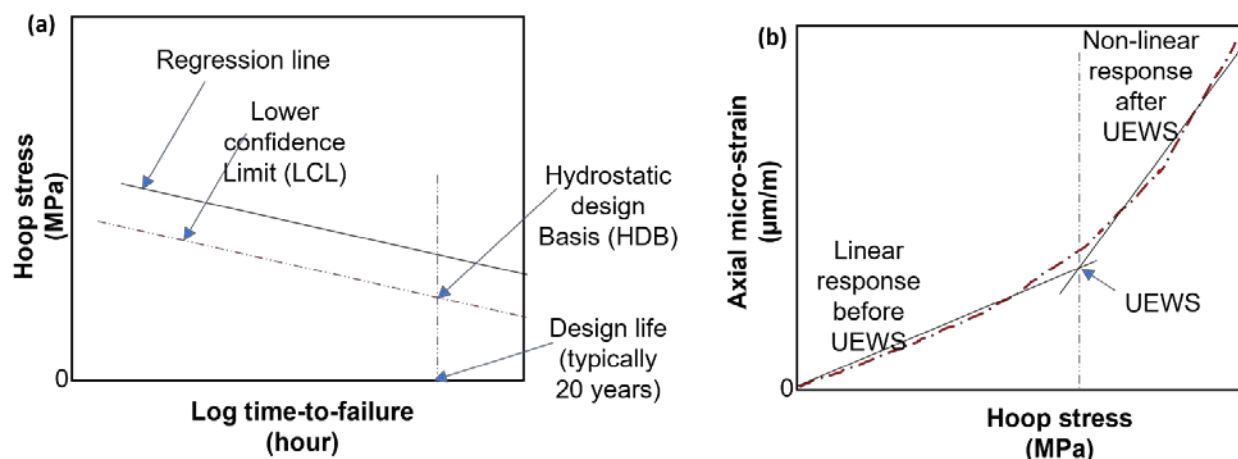 (a)
Regression line
Lower
confidence
Limit (LCL)
Hydrostatic
design
Basis (HDB)
Design life
(typically
20 years)
Hoop stress
(MPa)
0
Log time-to-failure
(hour)
(b)
Non-linear
response
after
UEWS
Linear
response
before
UEWS
UEWS
Axial micro-strain
(µm/m)
0
Hoop stress
(MPa)